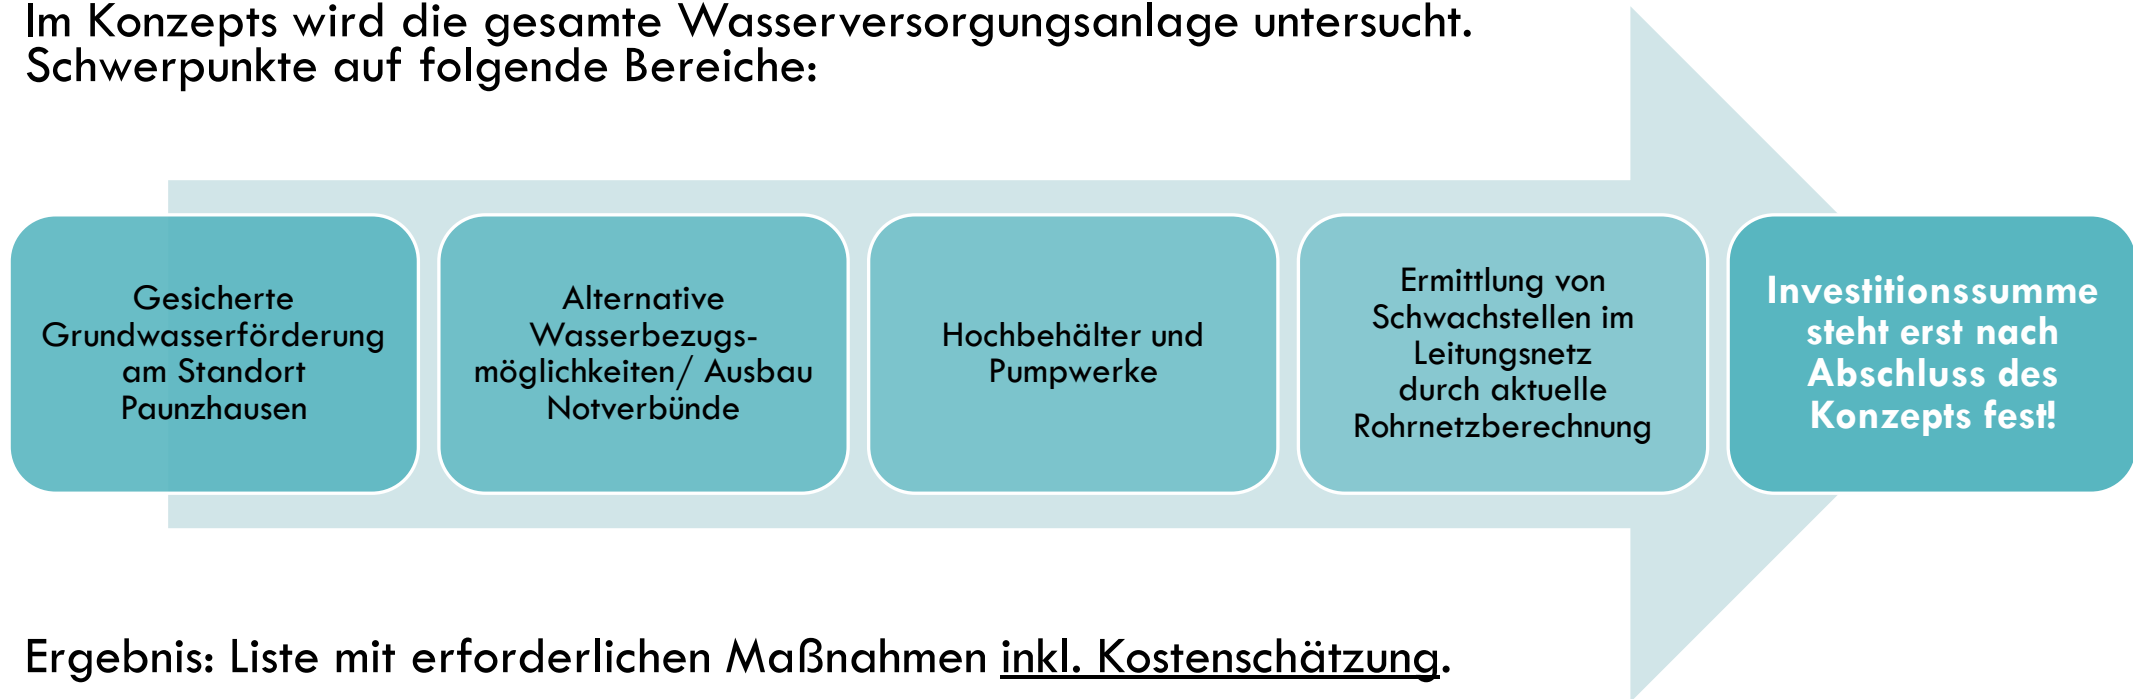 Im Konzepts wird die gesamte Wasserversorgungsanlage untersucht.
Schwerpunkte auf folgende Bereiche:
Gesicherte
Grundwasserförderung
am Standort
Paunzhausen
Alternative
Wasserbezugs-
möglichkeiten/ Ausbau
Notverbünde
Hochbehälter und
Pumpwerke
Ermittlung von
Schwachstellen im
Leitungsnetz
durch aktuelle
Rohrnetzberechnung
Investitionssumme
steht erst nach
Abschluss des
Konzepts fest!
Ergebnis: Liste mit erforderlichen Maßnahmen inkl. Kostenschätzung.